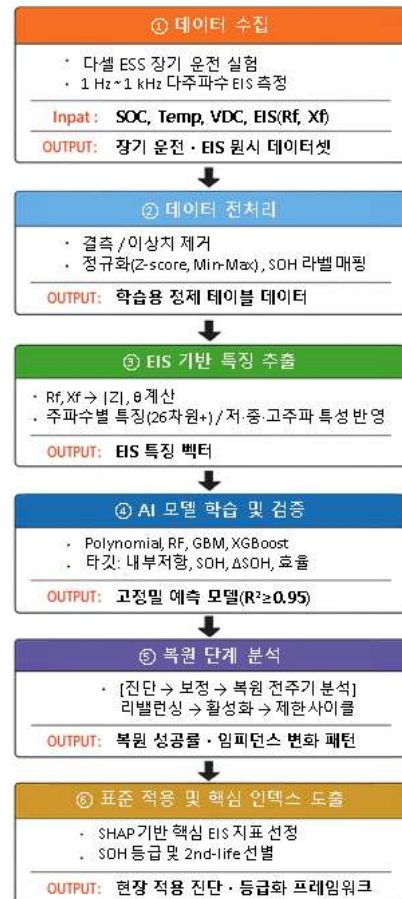 ① 데이터 수집
· 다셀 ESS 장기 운전 실험
· 1 Hz~1 kHz 다주파수 EIS 측정
Inpat : SOC, Temp, VDC, EIS(Rf, Xf)
OUTPUT: 장기 운전 · EIS 원시 데이터셋
② 데이터 전처리
· 결측 / 이상치 제거
· 정규화(Z-score, Min-Max) , SOH 라벨 매핑
OUTPUT: 학습용 정제 테이블 데이터
③ EIS 기반 특징 추출
· Rf, Xf → |Z|, θ 계산
· 주파수별 특징(26차원+) / 저·중·고주파 특성 반영
OUTPUT: EIS 특징 벡터
④ AI 모델 학습 및 검증
· Polynomial, RF, GBM, XGBoost
· 타깃: 내부저항, SOH, ΔSOH, 효율
OUTPUT: 고정밀 예측 모델(R²≥0.95)
⑤ 복원 단계 분석
· [진단 → 보정 → 복원 전주기 분석]
리밸런싱 → 활성화 → 제한사이클
OUTPUT: 복원 성공률 · 임피던스 변화 패턴
⑥ 표준 적용 및 핵심 인덱스 도출
· SHAP 기반 핵심 EIS 지표 선정
· SOH 등급 및 2nd-life 선별
OUTPUT: 현장 적용 진단 · 등급화 프레임워크